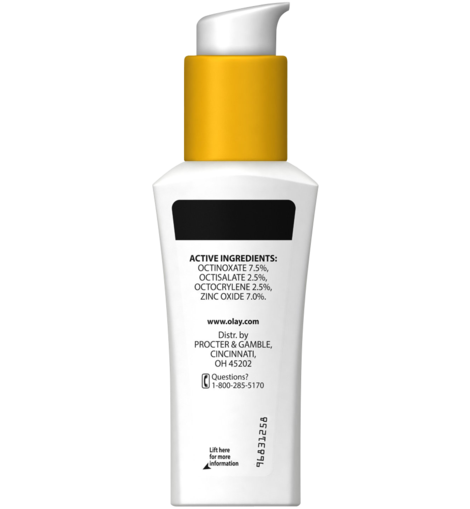 ACTIVE INGREDIENTS:
OCTINOXATE 7.5%,
OCTISALATE 2.5%,
OCTOCRYLENE 2.5%,
ZINC OXIDE 7.0%.
www.olay.com
Distr. by
PROCTER & GAMBLE,
CINCINNATI,
OH 45202
Questions?
1-800-285-5170
Lift here
for more
information
96831258